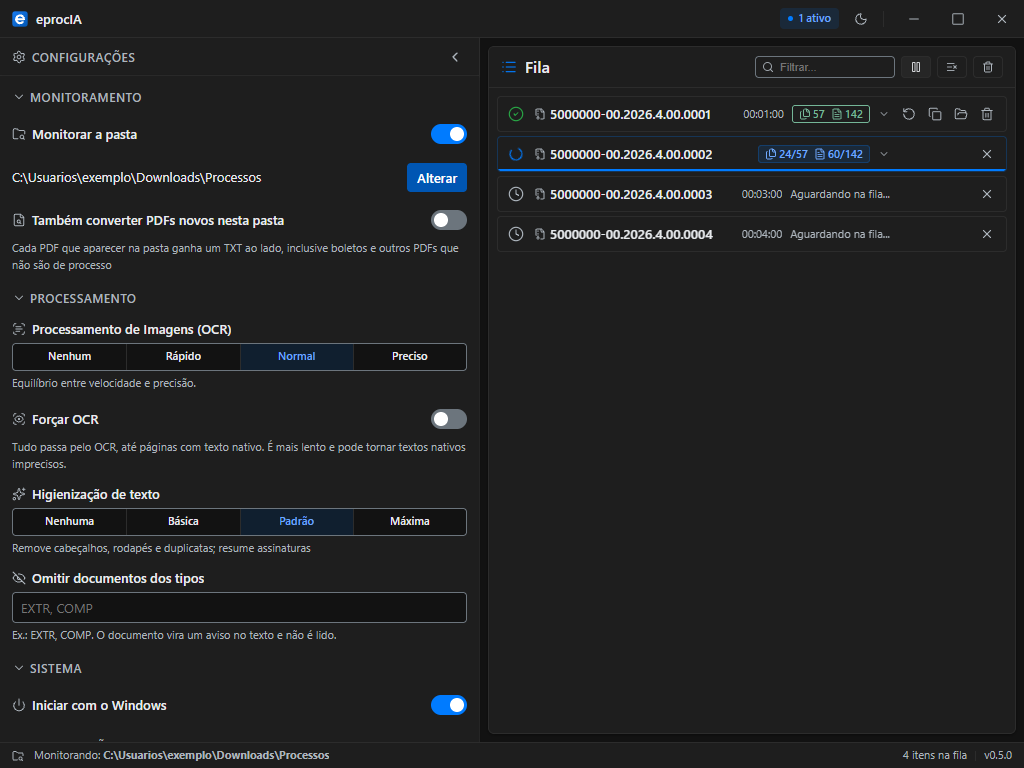 eprocIA
1 ativo
CONFIGURAÇÕES
MONITORAMENTO
Monitorar a pasta
C:\Usuarios\exemplo\Downloads\Processos
Alterar
Também converter PDFs novos nesta pasta
Cada PDF que aparecer na pasta ganha um TXT ao lado, inclusive boletos e outros PDFs que
não são de processo
PROCESSAMENTO
Processamento de Imagens (OCR)
Nenhum Rápido Normal Preciso
Equilíbrio entre velocidade e precisão.
Forçar OCR
Tudo passa pelo OCR, até páginas com texto nativo. É mais lento e pode tornar textos nativos
imprecisos.
Higienização de texto
Nenhuma Básica Padrão Máxima
Remove cabeçalhos, rodapés e duplicatas; resume assinaturas
Omitir documentos dos tipos
EXTR, COMP
Ex.: EXTR, COMP. O documento vira um aviso no texto e não é lido.
SISTEMA
Iniciar com o Windows
Fila
Filtrar...
5000000-00.2026.4.00.0001 00:01:00 57 142
5000000-00.2026.4.00.0002 24/57 60/142
5000000-00.2026.4.00.0003 00:03:00 Aguardando na fila...
5000000-00.2026.4.00.0004 00:04:00 Aguardando na fila...
Monitorando: C:\Usuarios\exemplo\Downloads\Processos
4 itens na fila v0.5.0